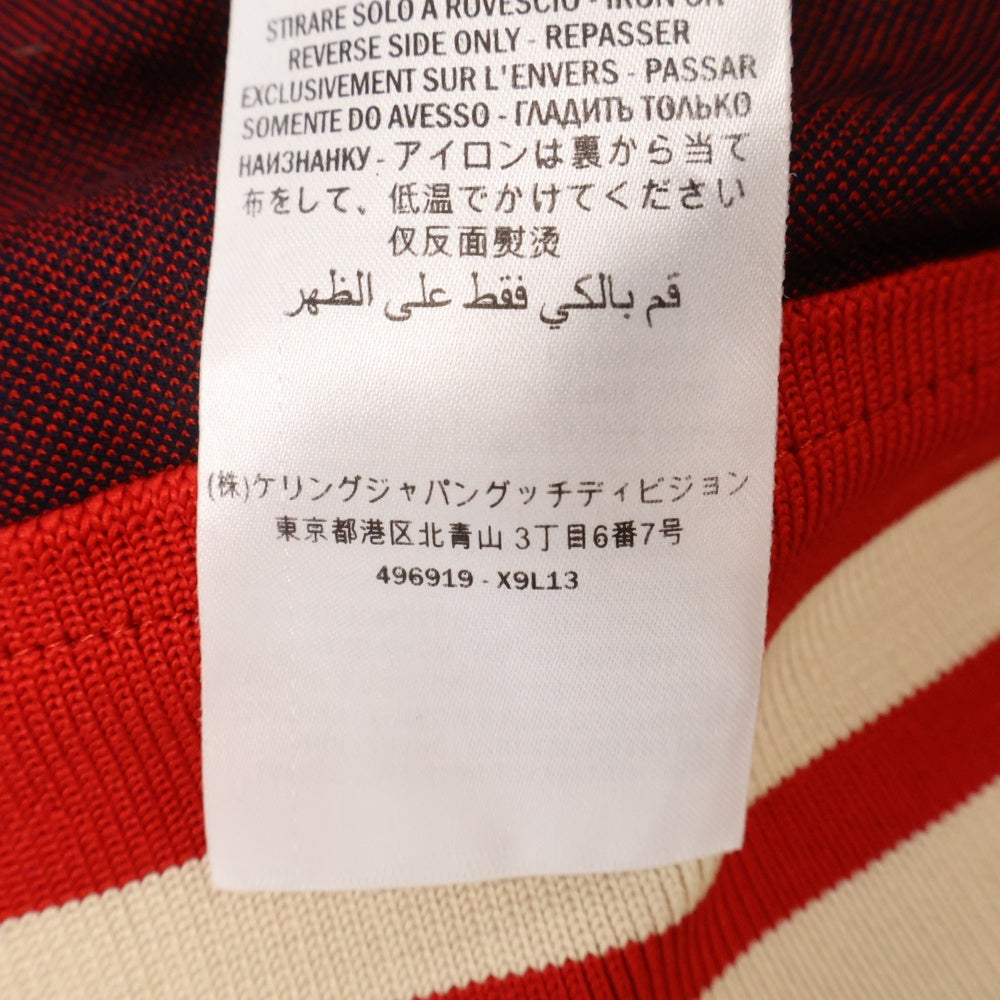 STIRARE SOLO A ROVESCIO - IRON ON
REVERSE SIDE ONLY - REPASSER
EXCLUSIVEMENT SUR L'ENVERS - PASSAR
SOMENTE DO AVESSO - ГЛАДИТЬ ТОЛЬКО
НАИЗНАНКУ - アイロンは裏から当て
布をして、低温でかけてください
仅反面熨烫
قم بالكي فقط على الظهر
(株)ケリングジャパングッチディビジョン
東京都港区北青山 3丁目6番7号
496919 - X9L13